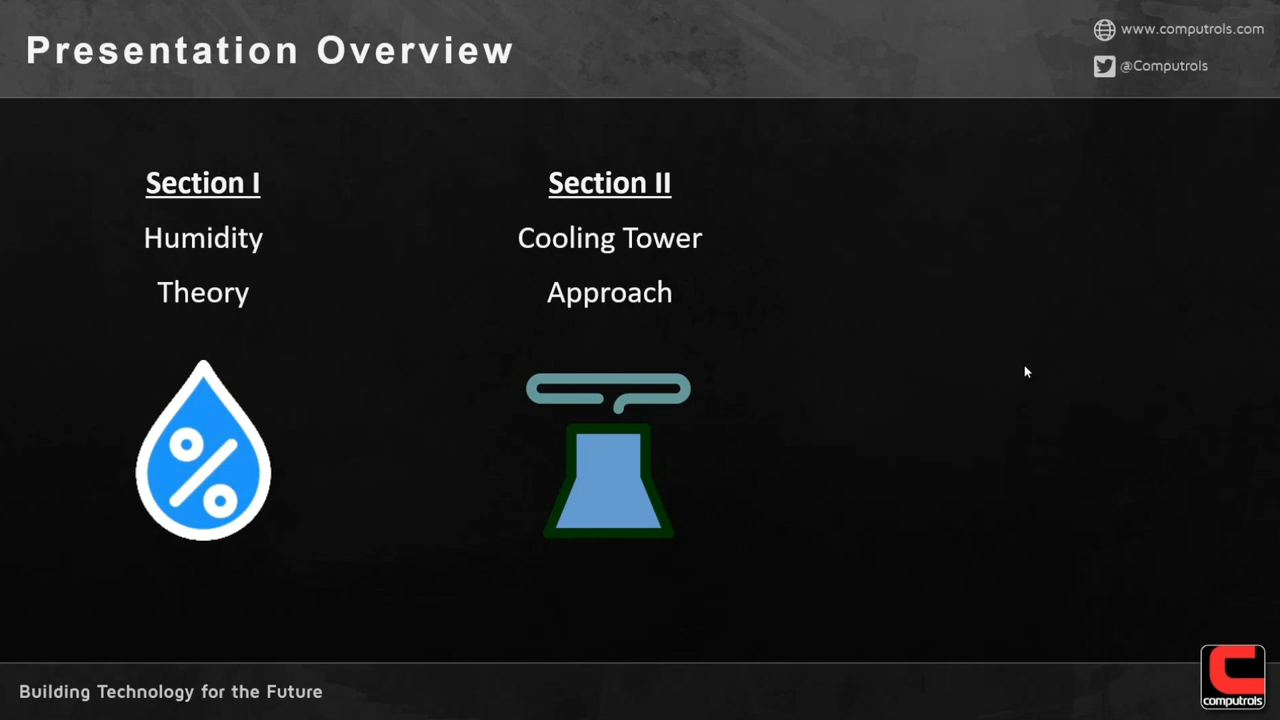 Presentation Overview
www.computrols.com
@Computrols
Section I
Humidity
Theory
Section II
Cooling Tower
Approach
%
Building Technology for the Future
computrols